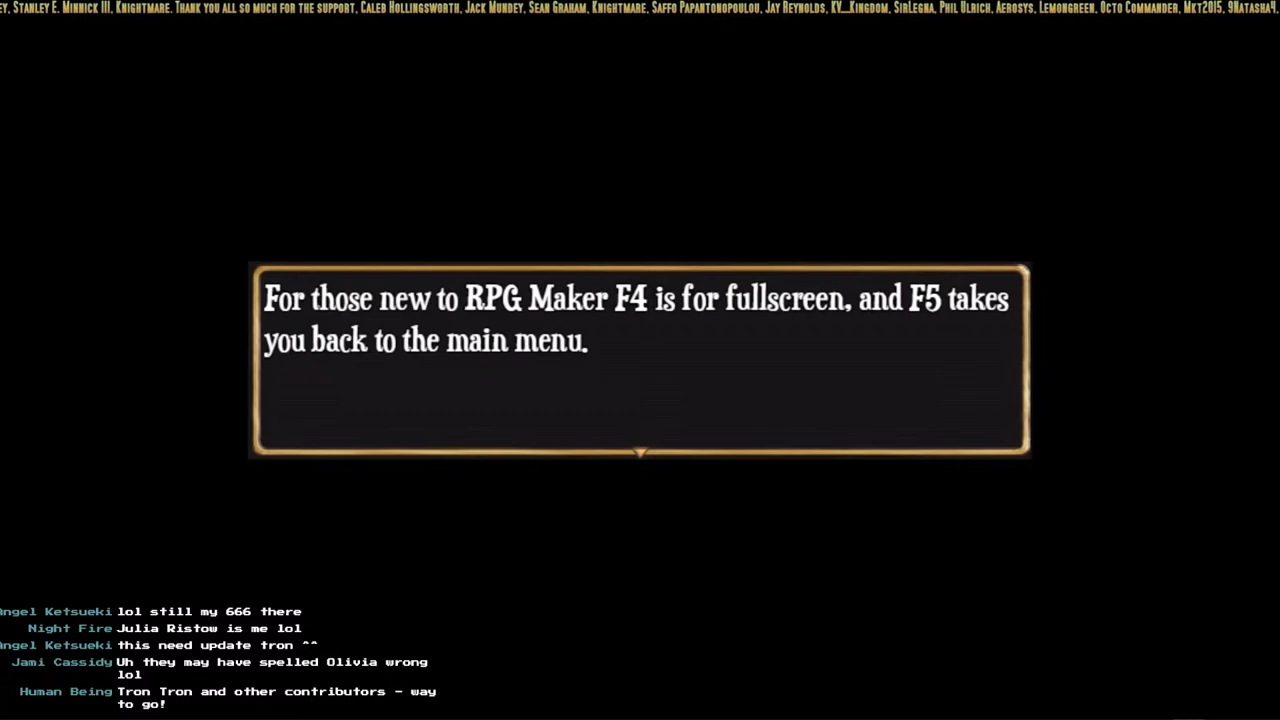 EY, STANLEY E. MINNICK III, KNIGHTMARE. THANK YOU ALL SO MUCH FOR THE SUPPORT, CALEB HOLLINGSWORTH, JACK MUNDEY, SEAN GRAHAM, KNIGHTMARE, SAFFO PAPANTONOPOULOU, JAY REYNOLDS, KV_KINGDOM, SIRLEGNA, PHIL ULRICH, AEROSYS, LEMONGREEN, OCTO COMMANDER, MKT2015, 9NATASHA4,
For those new to RPG Maker F4 is for fullscreen, and F5 takes
you back to the main menu.
Angel Ketsueki lol still my 666 there
Night Fire Julia Ristow is me lol
Angel Ketsueki this need update tron ^^
Jami Cassidy Uh they may have spelled Olivia wrong
lol
Human Being Tron Tron and other contributors - way
to go!